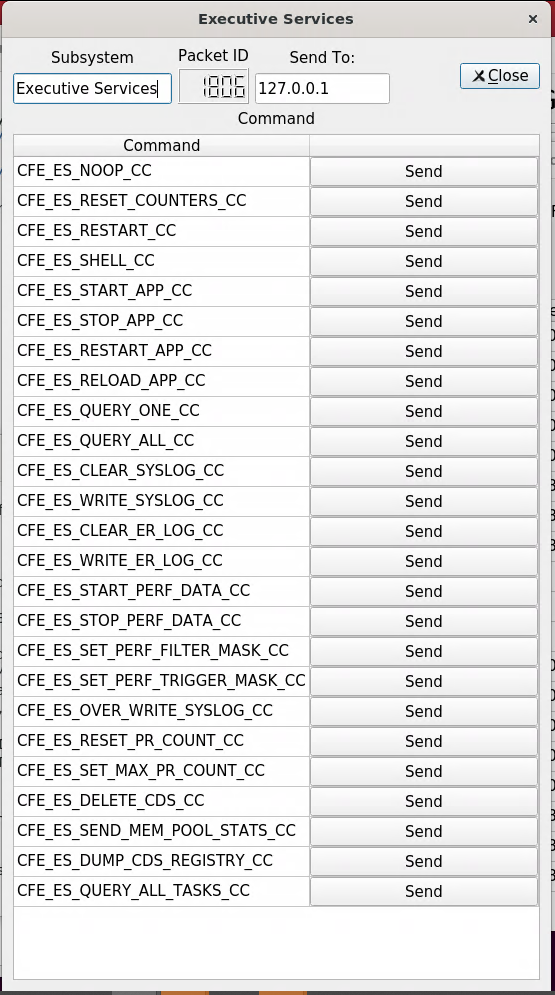 Executive Services
Subsystem Packet ID Send To:
Executive Services 1806 127.0.0.1 Close
Command
Command
CFE_ES_NOOP_CC Send
CFE_ES_RESET_COUNTERS_CC Send
CFE_ES_RESTART_CC Send
CFE_ES_SHELL_CC Send
CFE_ES_START_APP_CC Send
CFE_ES_STOP_APP_CC Send
CFE_ES_RESTART_APP_CC Send
CFE_ES_RELOAD_APP_CC Send
CFE_ES_QUERY_ONE_CC Send
CFE_ES_QUERY_ALL_CC Send
CFE_ES_CLEAR_SYSLOG_CC Send
CFE_ES_WRITE_SYSLOG_CC Send
CFE_ES_CLEAR_ER_LOG_CC Send
CFE_ES_WRITE_ER_LOG_CC Send
CFE_ES_START_PERF_DATA_CC Send
CFE_ES_STOP_PERF_DATA_CC Send
CFE_ES_SET_PERF_FILTER_MASK_CC Send
CFE_ES_SET_PERF_TRIGGER_MASK_CC Send
CFE_ES_OVER_WRITE_SYSLOG_CC Send
CFE_ES_RESET_PR_COUNT_CC Send
CFE_ES_SET_MAX_PR_COUNT_CC Send
CFE_ES_DELETE_CDS_CC Send
CFE_ES_SEND_MEM_POOL_STATS_CC Send
CFE_ES_DUMP_CDS_REGISTRY_CC Send
CFE_ES_QUERY_ALL_TASKS_CC Send